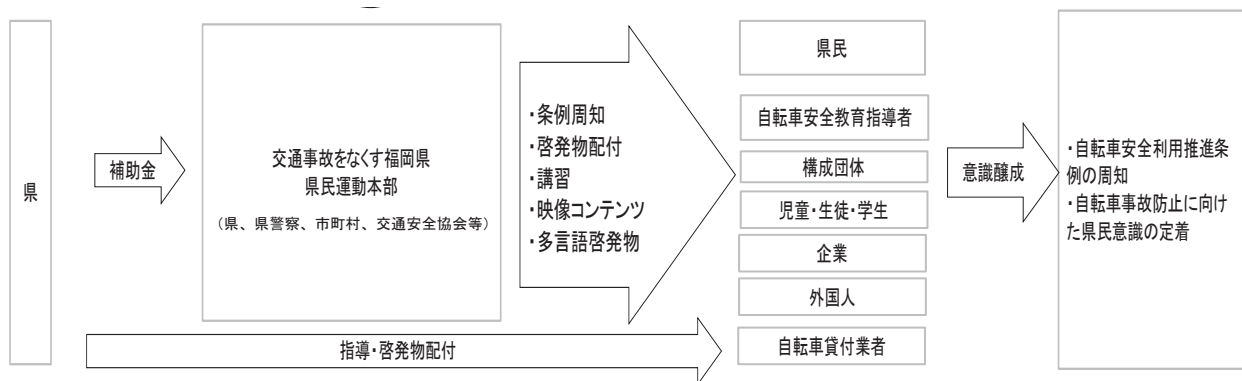 県
補助金
交通事故をなくす福岡県
県民運動本部
（県、県警察、市町村、交通安全協会等）
・条例周知
・啓発物配付
・講習
・映像コンテンツ
・多言語啓発物
指導・啓発物配付
県民
自転車安全教育指導者
構成団体
児童・生徒・学生
企業
外国人
自転車貸付業者
意識醸成
・自転車安全利用推進条
例の周知
・自転車事故防止に向け
た県民意識の定着